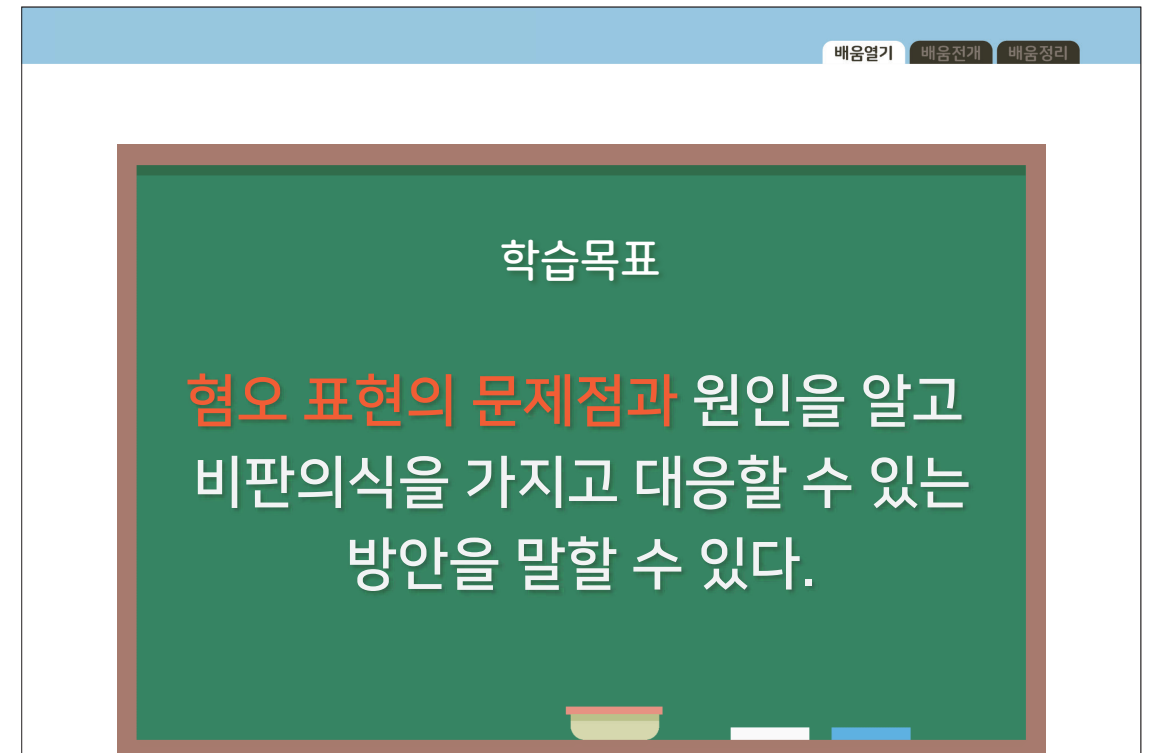 배움열기 배움전개 배움정리
학습목표
혐오 표현의 문제점과 원인을 알고
비판의식을 가지고 대응할 수 있는
방안을 말할 수 있다.